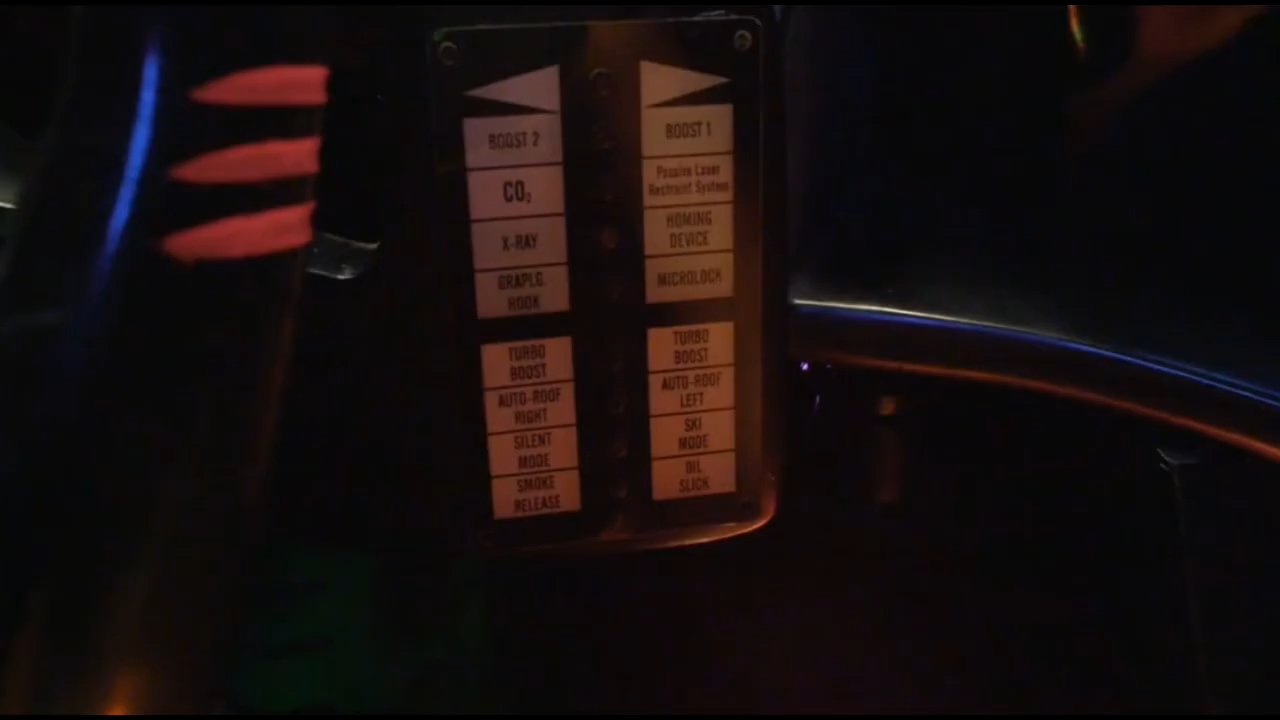 BOOST 2
CO₂
X-RAY
GRAPLG.
HOOK
TURBO
BOOST
AUTO-ROOF
RIGHT
SILENT
MODE
SMOKE
RELEASE
BOOST 1
Passive Laser
Restraint System
HOMING
DEVICE
MICROLOCK
TURBO
BOOST
AUTO-ROOF
LEFT
SKI
MODE
OIL
SLICK